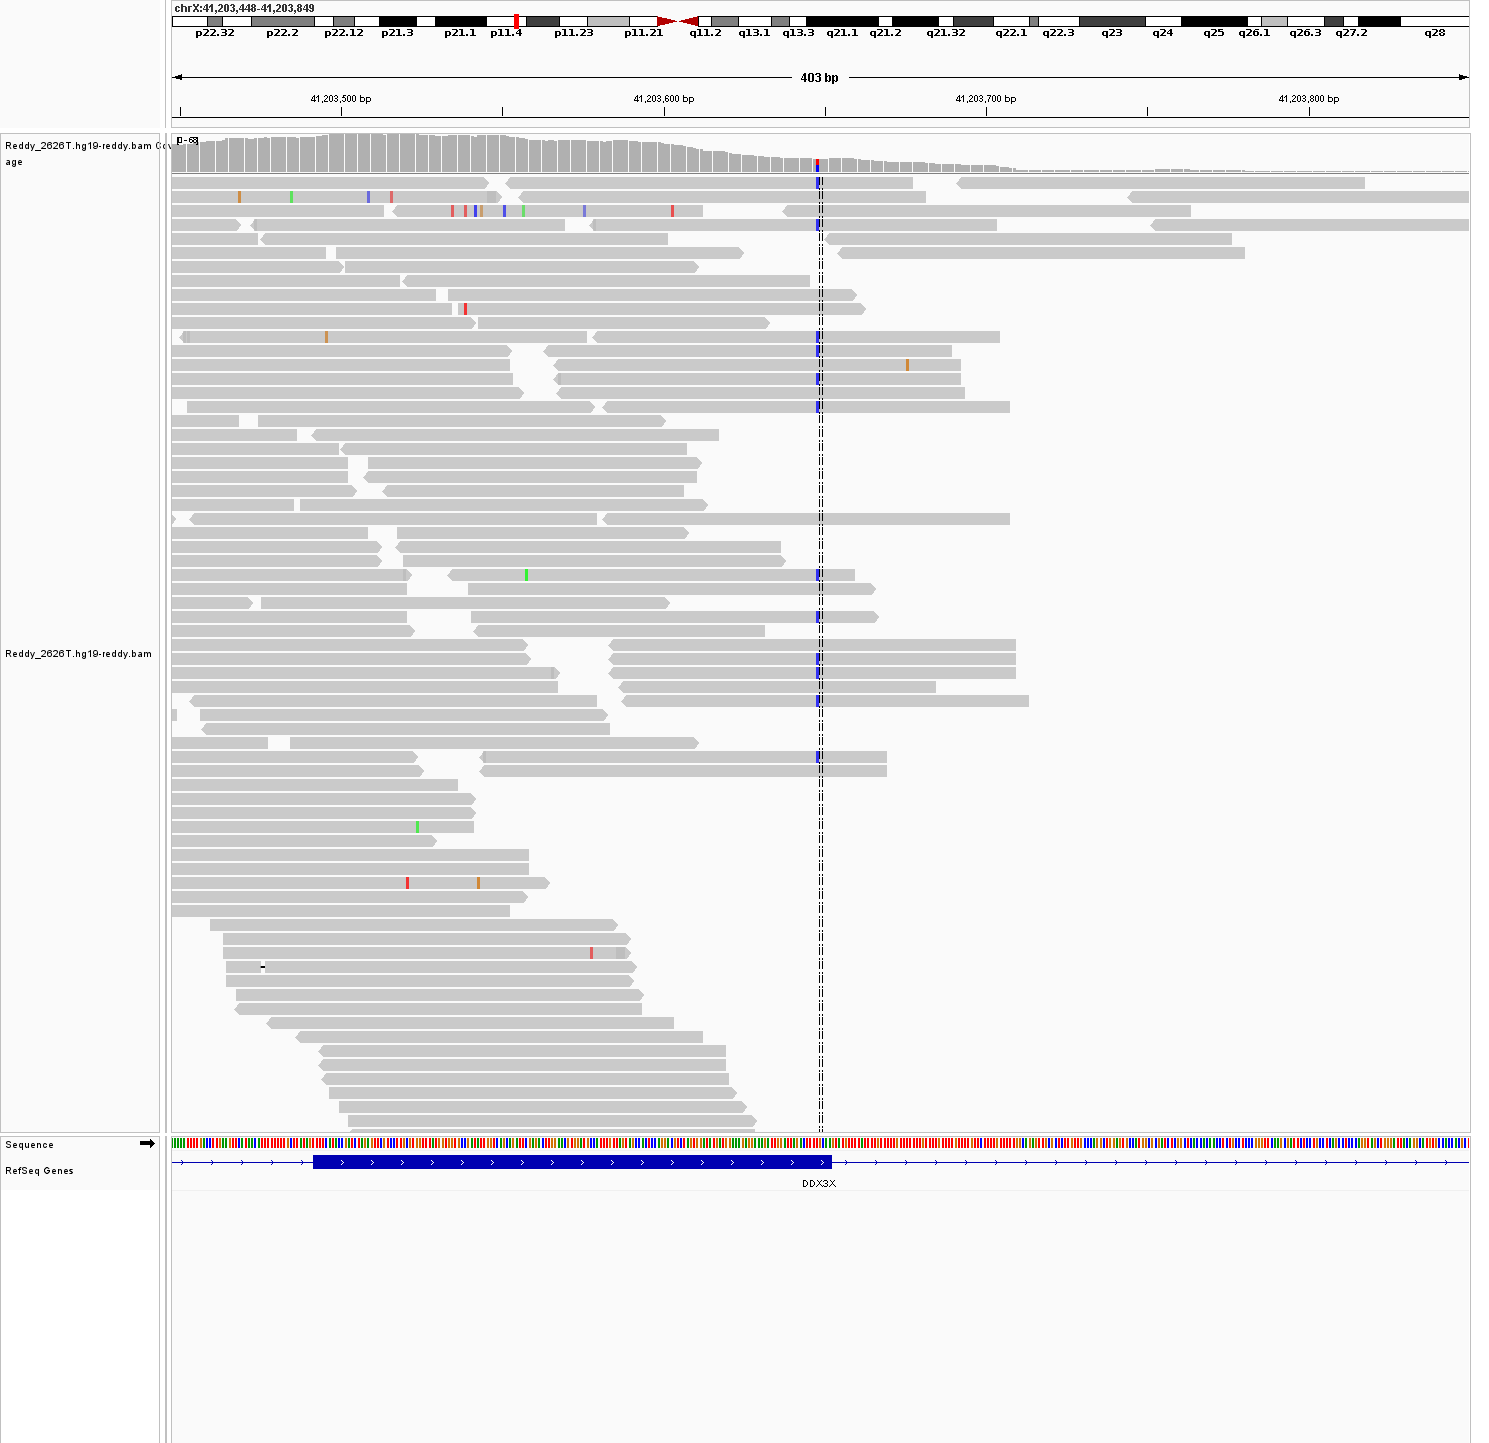 chrX:41,203,448-41,203,849
p22.32 p22.2 p22.12 p21.3 p21.1 p11.4 p11.23 p11.21 q11.2 q13.1 q13.3 q21.1 q21.2 q21.32 q22.1 q22.3 q23 q24 q25 q26.1 q26.3 q27.2 q28
403 bp
41,203,500 bp 41,203,600 bp 41,203,700 bp 41,203,800 bp
Reddy_2626T.hg19-reddy.bam Cov
age
Reddy_2626T.hg19-reddy.bam
Sequence
RefSeq Genes
DDX3X